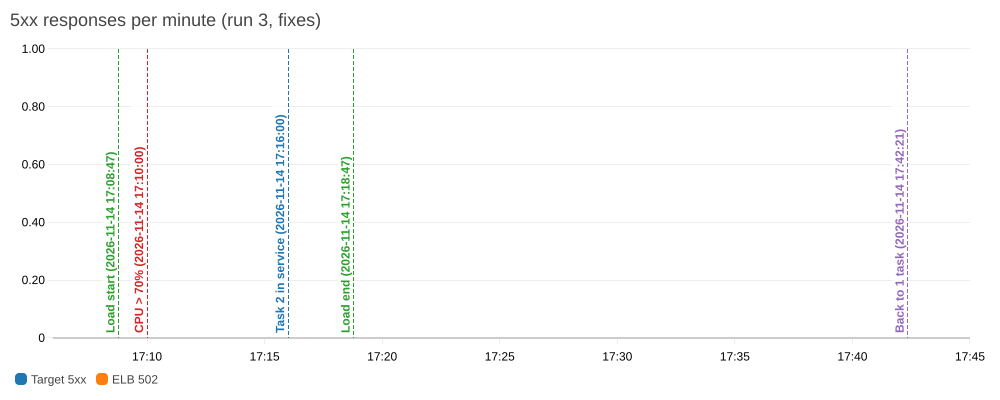 5xx responses per minute (run 3, fixes)
1.00
0.80
0.60
0.40
0.20
0
Load start (2026-11-14 17:08:47)
CPU > 70% (2026-11-14 17:10:00)
Task 2 in service (2026-11-14 17:16:00)
Load end (2026-11-14 17:18:47)
Back to 1 task (2026-11-14 17:42:21)
17:10
17:15
17:20
17:25
17:30
17:35
17:40
17:45
Target 5xx
ELB 502